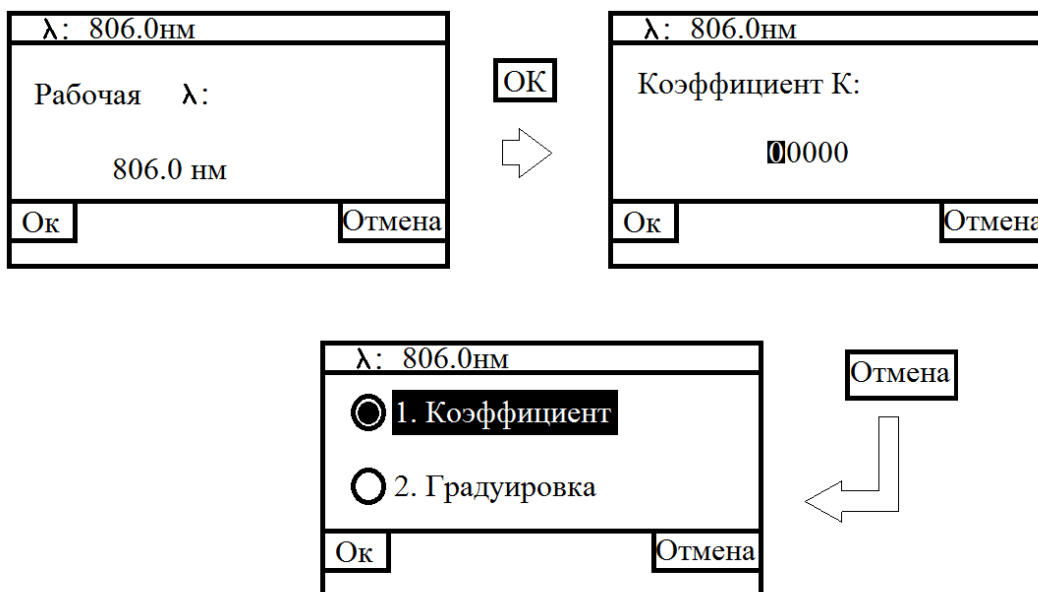 λ: 806.0нм
Рабочая λ:
806.0 нм
Ок
Отмена
ОК
λ: 806.0нм
Коэффициент К:
00000
Ок
Отмена
λ: 806.0нм
1. Коэффициент
2. Градуировка
Ок
Отмена
Отмена